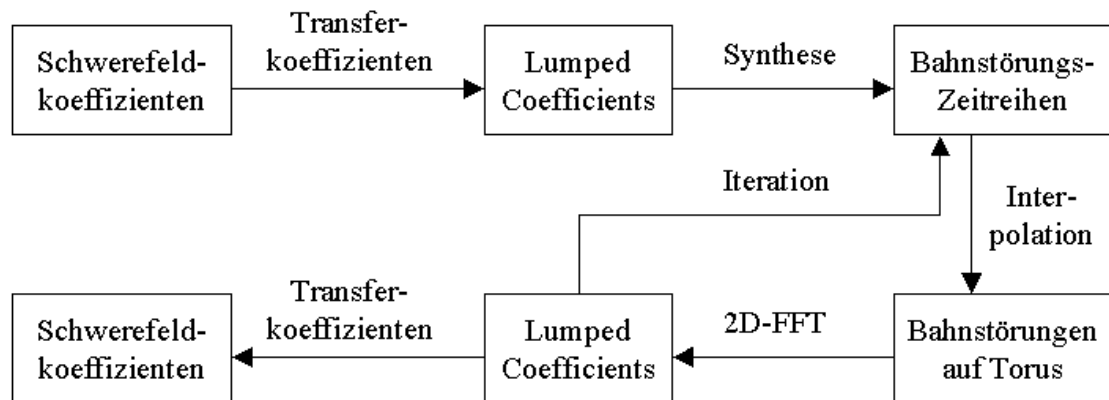 Schwerefeld-
koeffizienten
Transfer-
koeffizienten
Lumped
Coefficients
Synthese
Bahnstörungs-
Zeitreihen
Iteration
Inter-
polation
Schwerefeld-
koeffizienten
Transfer-
koeffizienten
Lumped
Coefficients
2D-FFT
Bahnstörungen
auf Torus